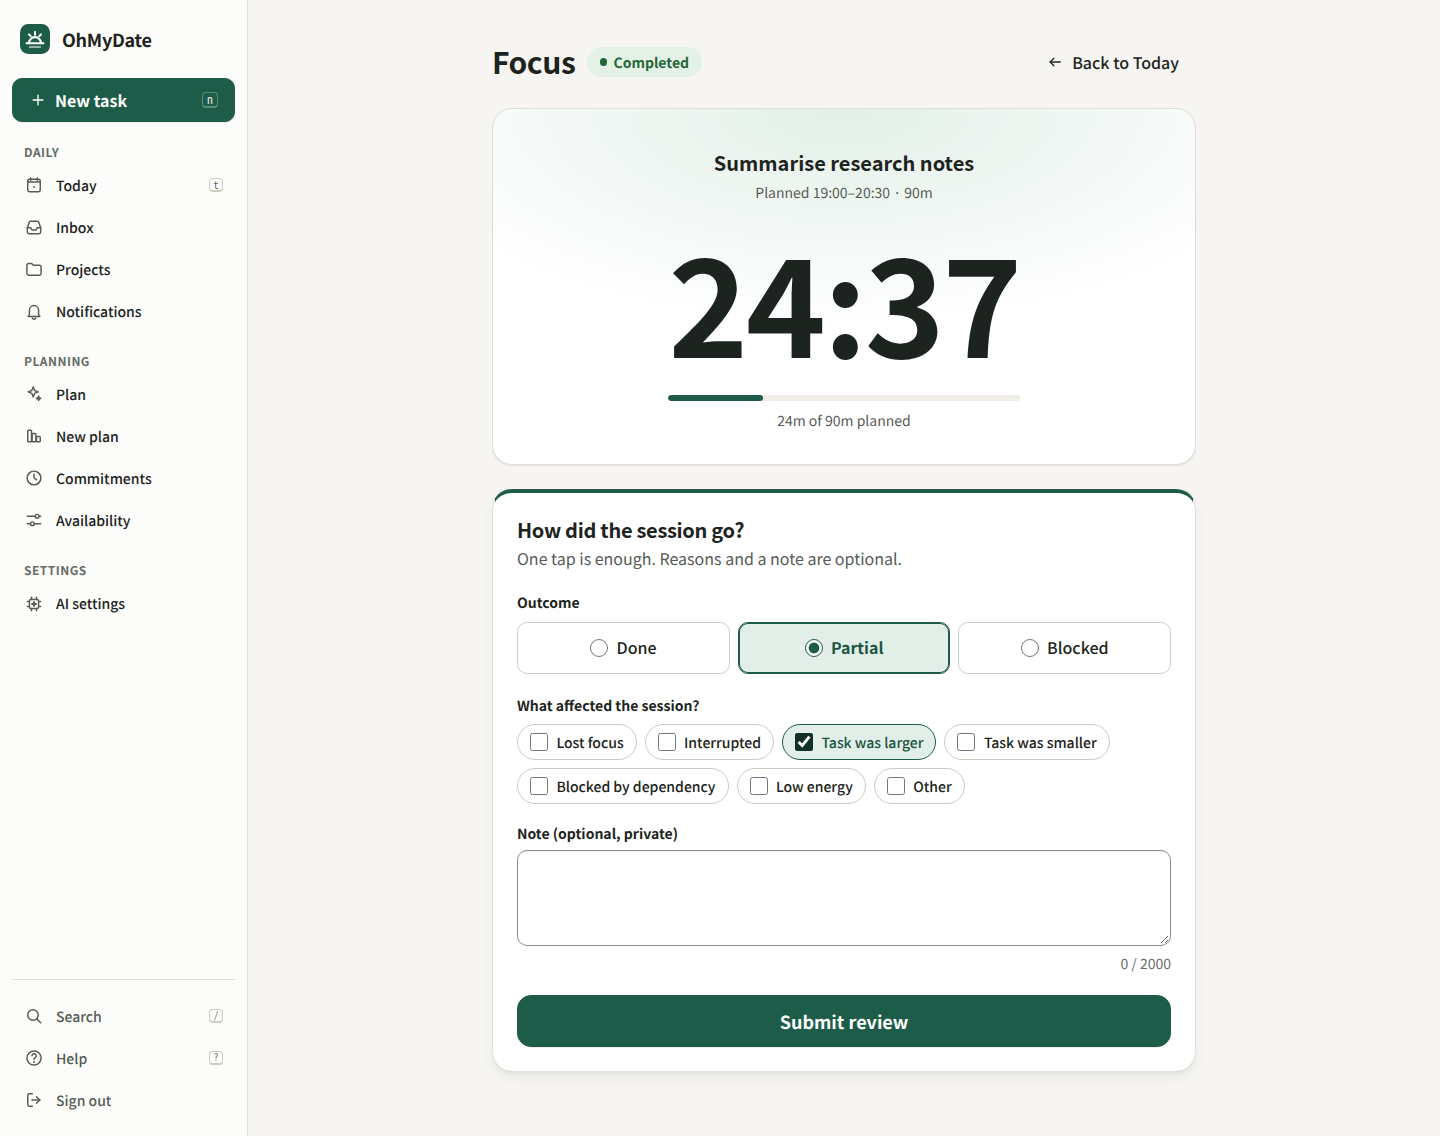 OhMyDate
New task n
DAILY
Today t
Inbox
Projects
Notifications
PLANNING
Plan
New plan
Commitments
Availability
SETTINGS
AI settings
Search /
Help ?
Sign out
Focus
Completed
Back to Today
Summarise research notes
Planned 19:00–20:30 · 90m
24:37
24m of 90m planned
How did the session go?
One tap is enough. Reasons and a note are optional.
Outcome
Done Partial Blocked
What affected the session?
Lost focus Interrupted Task was larger Task was smaller
Blocked by dependency Low energy Other
Note (optional, private)
0 / 2000
Submit review